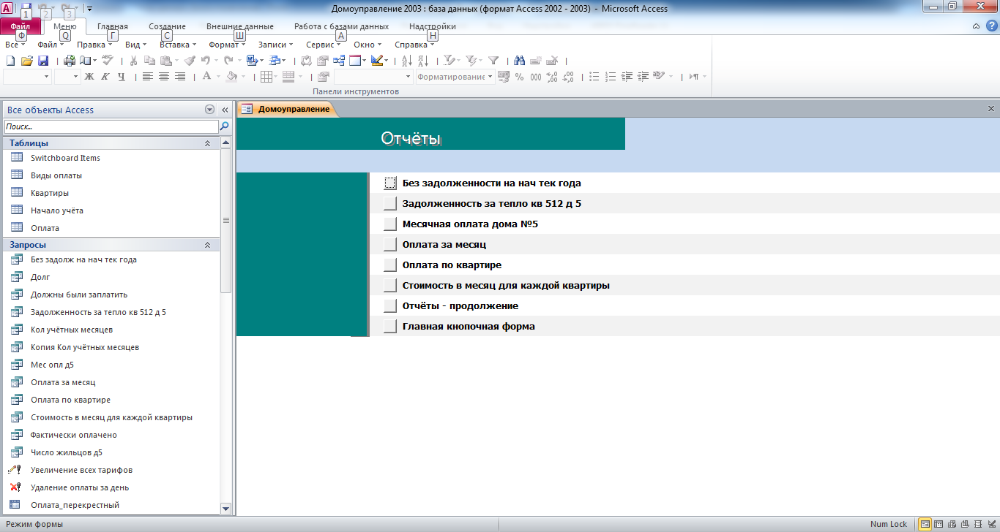 Домоуправление 2003 : база данных (формат Access 2002 - 2003) - Microsoft Access
1 2 3
Файл Меню Главная Создание Внешние данные Работа с базами данных Надстройки
Ф Q Г С Ш А Н
Все Файл Правка Вид Вставка Формат Записи Сервис Окно Справка
Ж К Ч А Форматирование % 000
Панели инструментов
Все объекты Access
Поиск...
Таблицы
Switchboard Items
Виды оплаты
Квартиры
Начало учёта
Оплата
Запросы
Без задолж на нач тек года
Долг
Должны были заплатить
Задолженность за тепло кв 512 д 5
Кол учётных месяцев
Копия Кол учётных месяцев
Мес опл д5
Оплата за месяц
Оплата по квартире
Стоимость в месяц для каждой квартиры
Фактически оплачено
Число жильцов д5
Увеличение всех тарифов
Удаление оплаты за день
Оплата_перекрестный
Домоуправление
Отчёты
Без задолженности на нач тек года
Задолженность за тепло кв 512 д 5
Месячная оплата дома №5
Оплата за месяц
Оплата по квартире
Стоимость в месяц для каждой квартиры
Отчёты - продолжение
Главная кнопочная форма
Режим формы
Num Lock